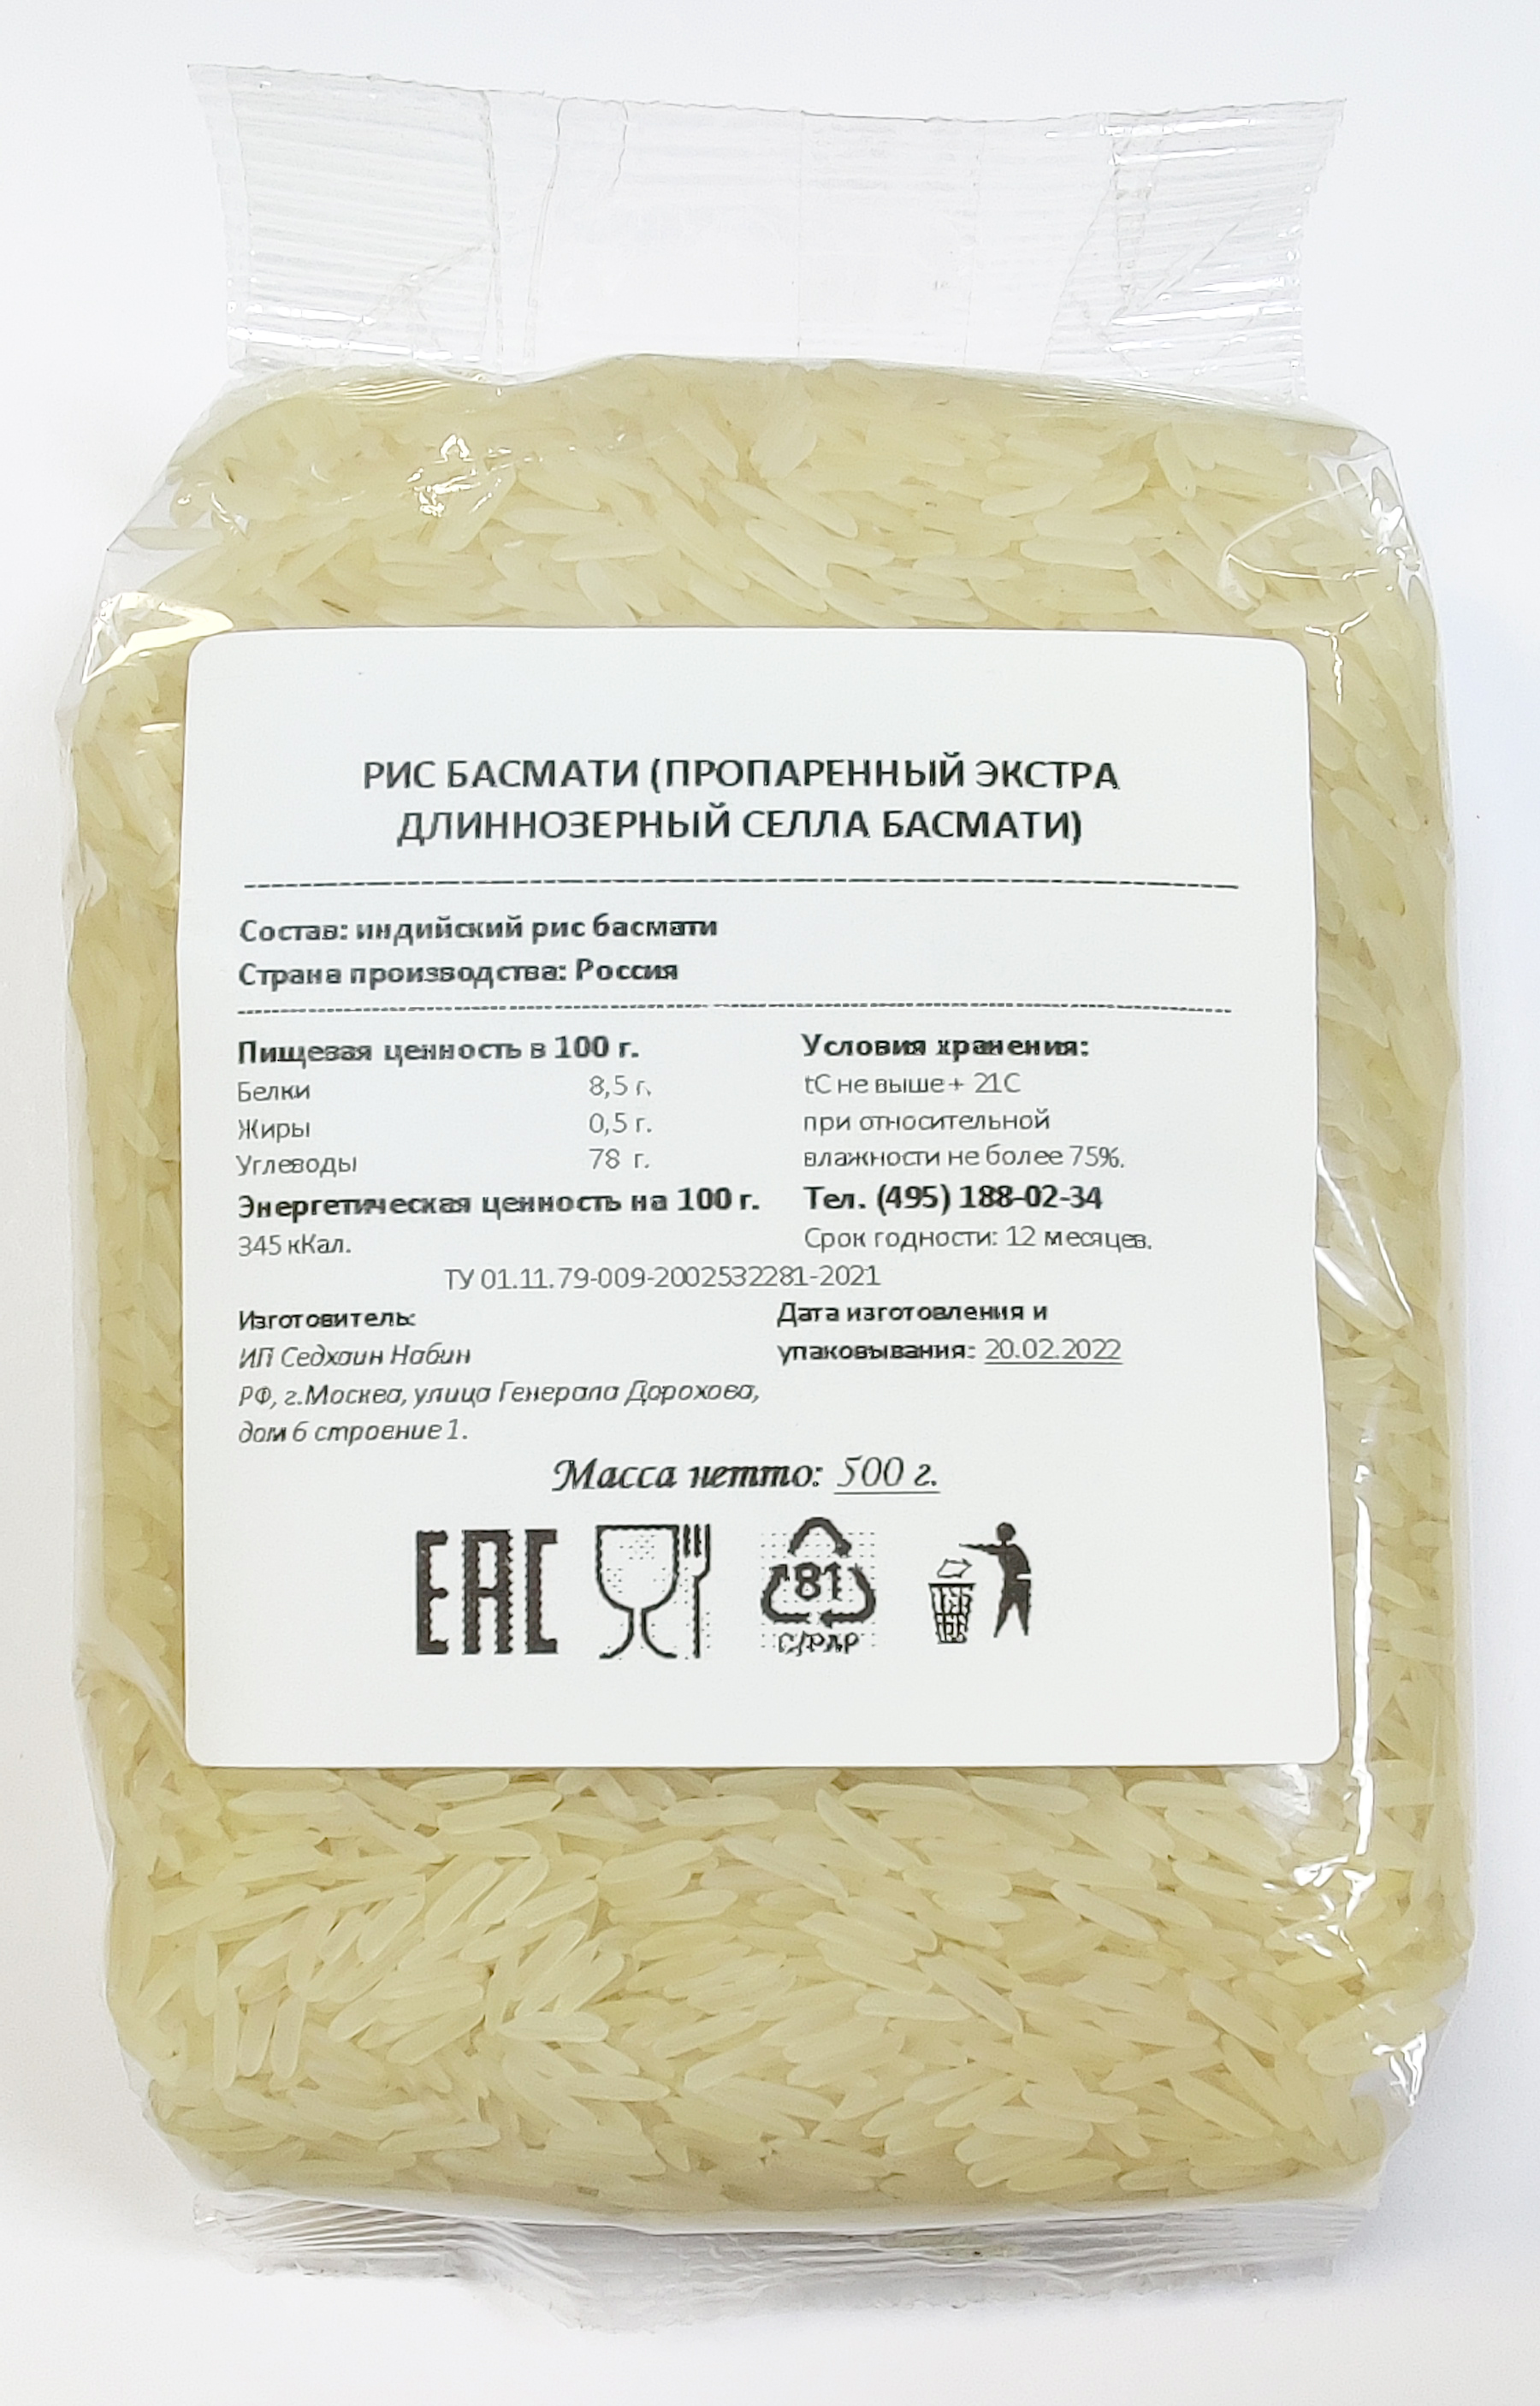 РИС БАСМАТИ (ПРОПАРЕННЫЙ ЭКСТРА
ДЛИННОЗЕРНЫЙ СЕЛЛА БАСМАТИ)
Состав: индийский рис басмати
Страна производства: Россия
Пищевая ценность в 100 г.
Белки 8,5 г.
Жиры 0,5 г.
Углеводы 78 г.
Энергетическая ценность на 100 г.
345 кКал.
Условия хранения:
tC не выше + 21C
при относительной
влажности не более 75%.
Тел. (495) 188-02-34
Срок годности: 12 месяцев.
ТУ 01.11.79-009-2002532281-2021
Изготовитель:
ИП Седхаин Набин
РФ, г.Москва, улица Генерала Дорохова,
дом 6 строение 1.
Дата изготовления и
упаковывания: 20.02.2022
Масса нетто: 500 г.
EAC
81
C/PAP